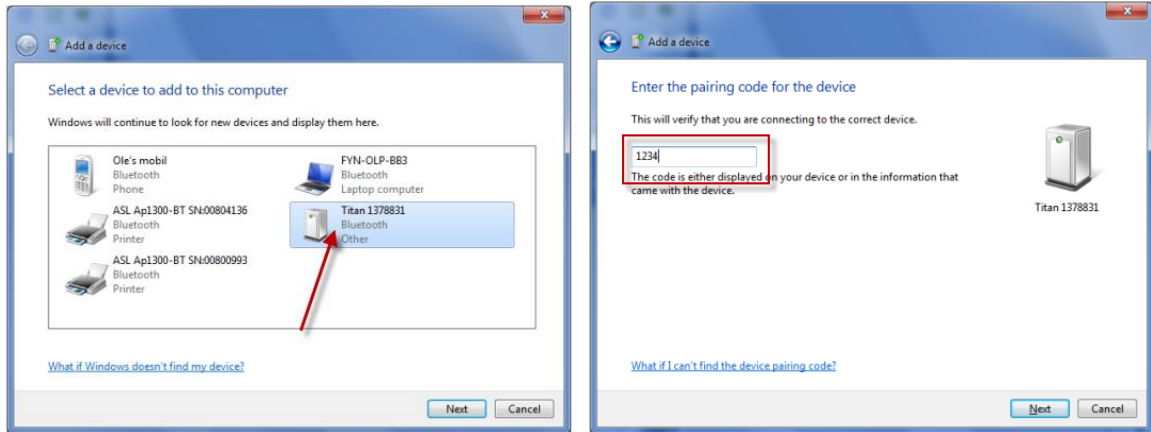 Add a device
Select a device to add to this computer
Windows will continue to look for new devices and display them here.
Ole's mobil
Bluetooth
Phone
FYN-OLP-BB3
Bluetooth
Laptop computer
ASL Ap1300-BT SN:00804136
Bluetooth
Printer
Titan 1378831
Bluetooth
Other
ASL Ap1300-BT SN:00800993
Bluetooth
Printer
What if Windows doesn't find my device?
Next
Cancel
Add a device
Enter the pairing code for the device
This will verify that you are connecting to the correct device.
1234
The code is either displayed on your device or in the information that
came with the device.
Titan 1378831
What if I can't find the device pairing code?
Next
Cancel